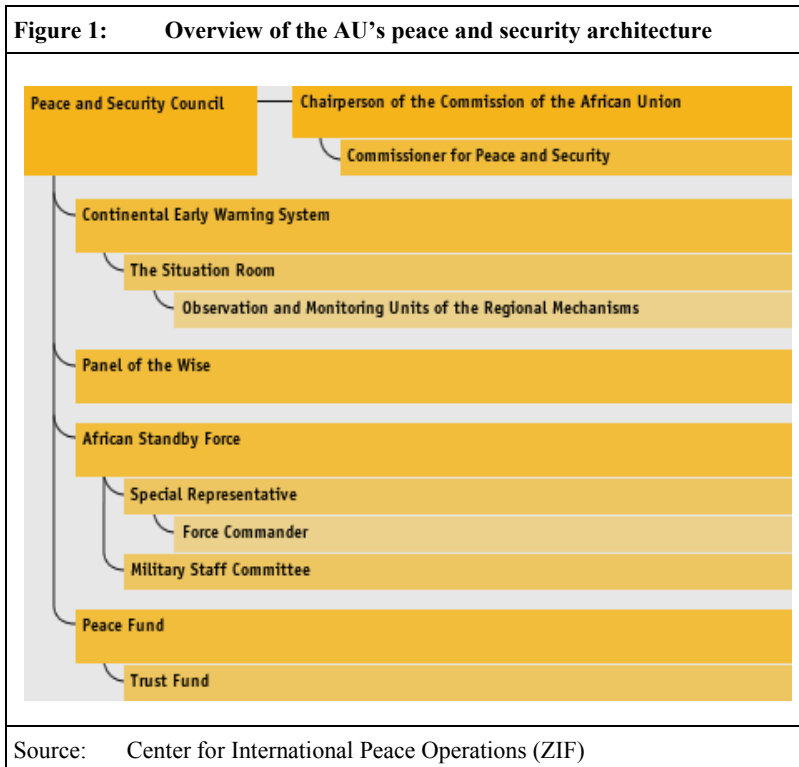 Figure 1: Overview of the AU's peace and security architecture
Peace and Security Council
Chairperson of the Commission of the African Union
Commissioner for Peace and Security
Continental Early Warning System
The Situation Room
Observation and Monitoring Units of the Regional Mechanisms
Panel of the Wise
African Standby Force
Special Representative
Force Commander
Military Staff Committee
Peace Fund
Trust Fund
Source: Center for International Peace Operations (ZIF)